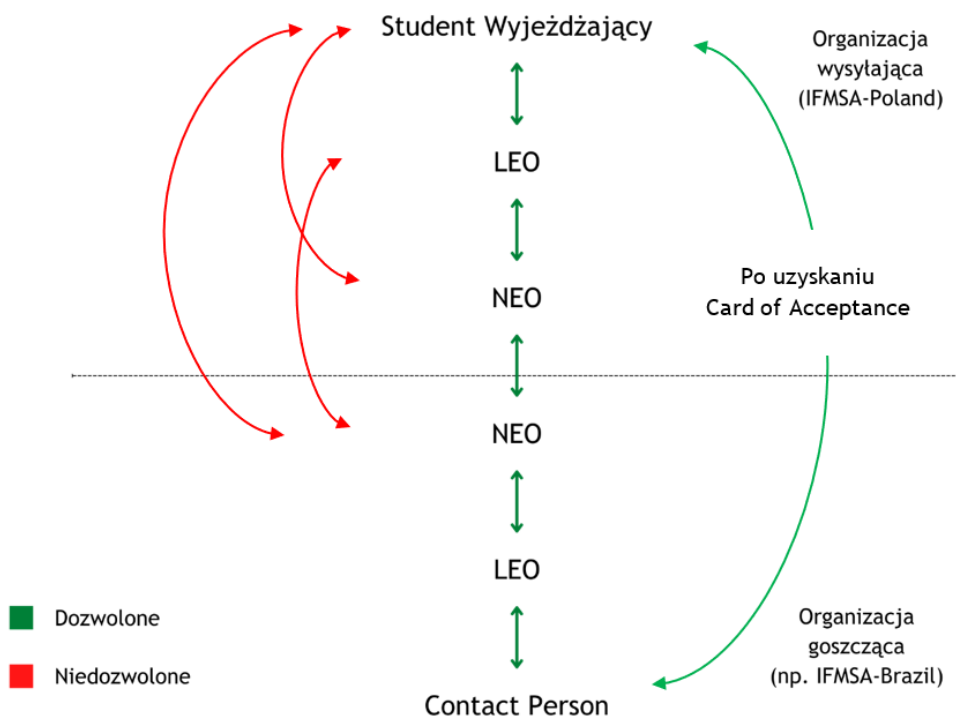 Student Wyjeżdżający
Organizacja
wysyłająca
(IFMSA-Poland)
LEO
NEO
Po uzyskaniu
Card of Acceptance
NEO
LEO
Dozwolone
Niedozwolone
Organizacja
goszcząca
(np. IFMSA-Brazil)
Contact Person